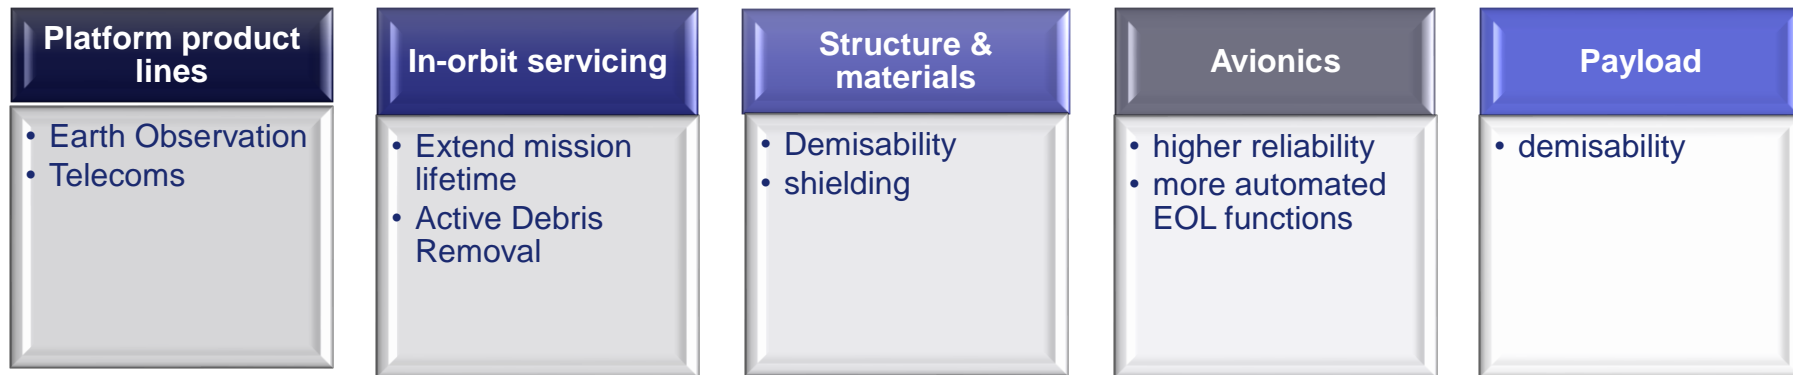 Platform product
lines
• Earth Observation
• Telecoms
In-orbit servicing
• Extend mission
lifetime
• Active Debris
Removal
Structure &
materials
• Demisability
• shielding
Avionics
• higher reliability
• more automated
EOL functions
Payload
• demisability